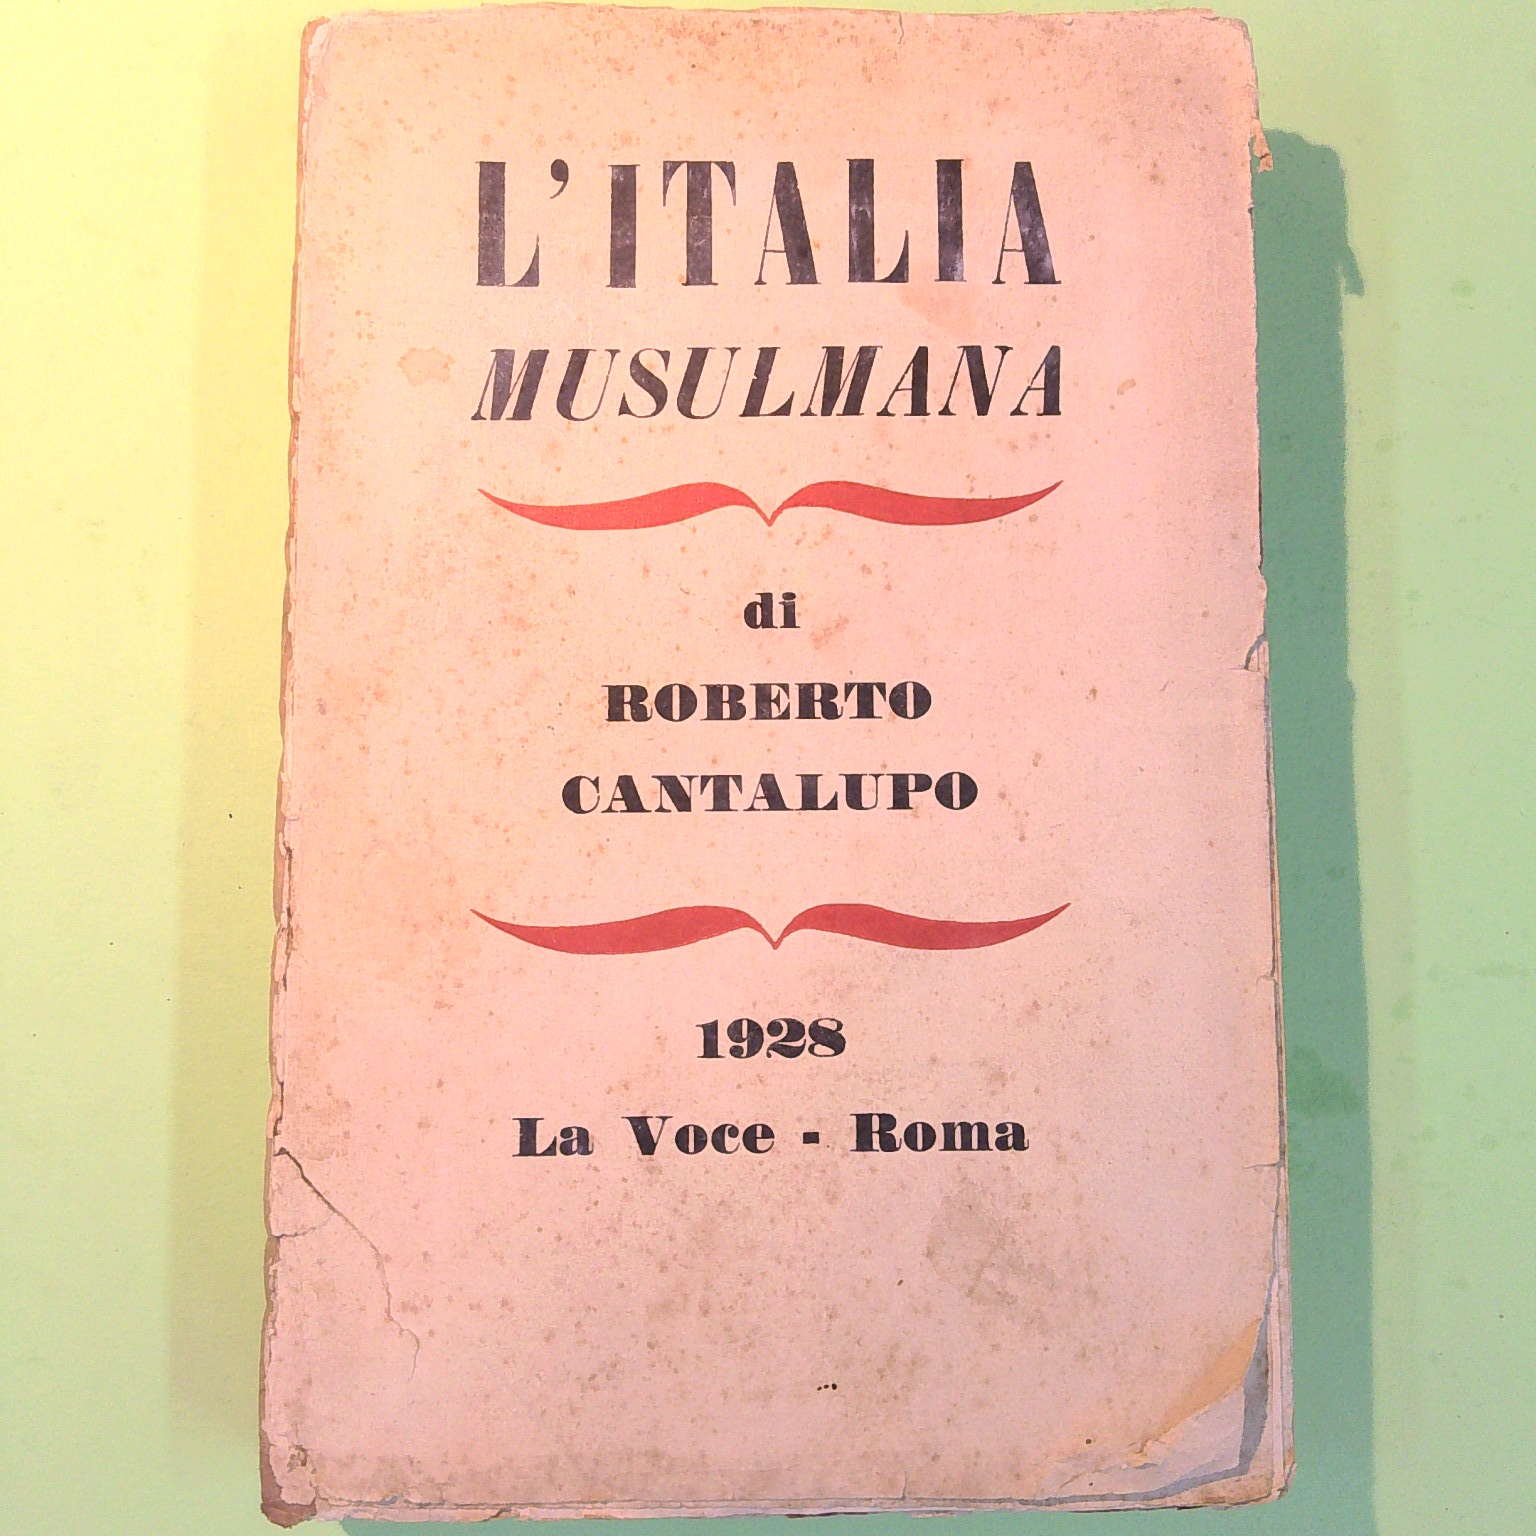 L'ITALIA
MUSULMANA
di
ROBERTO
CANTALUPO
1928
La Voce - Roma